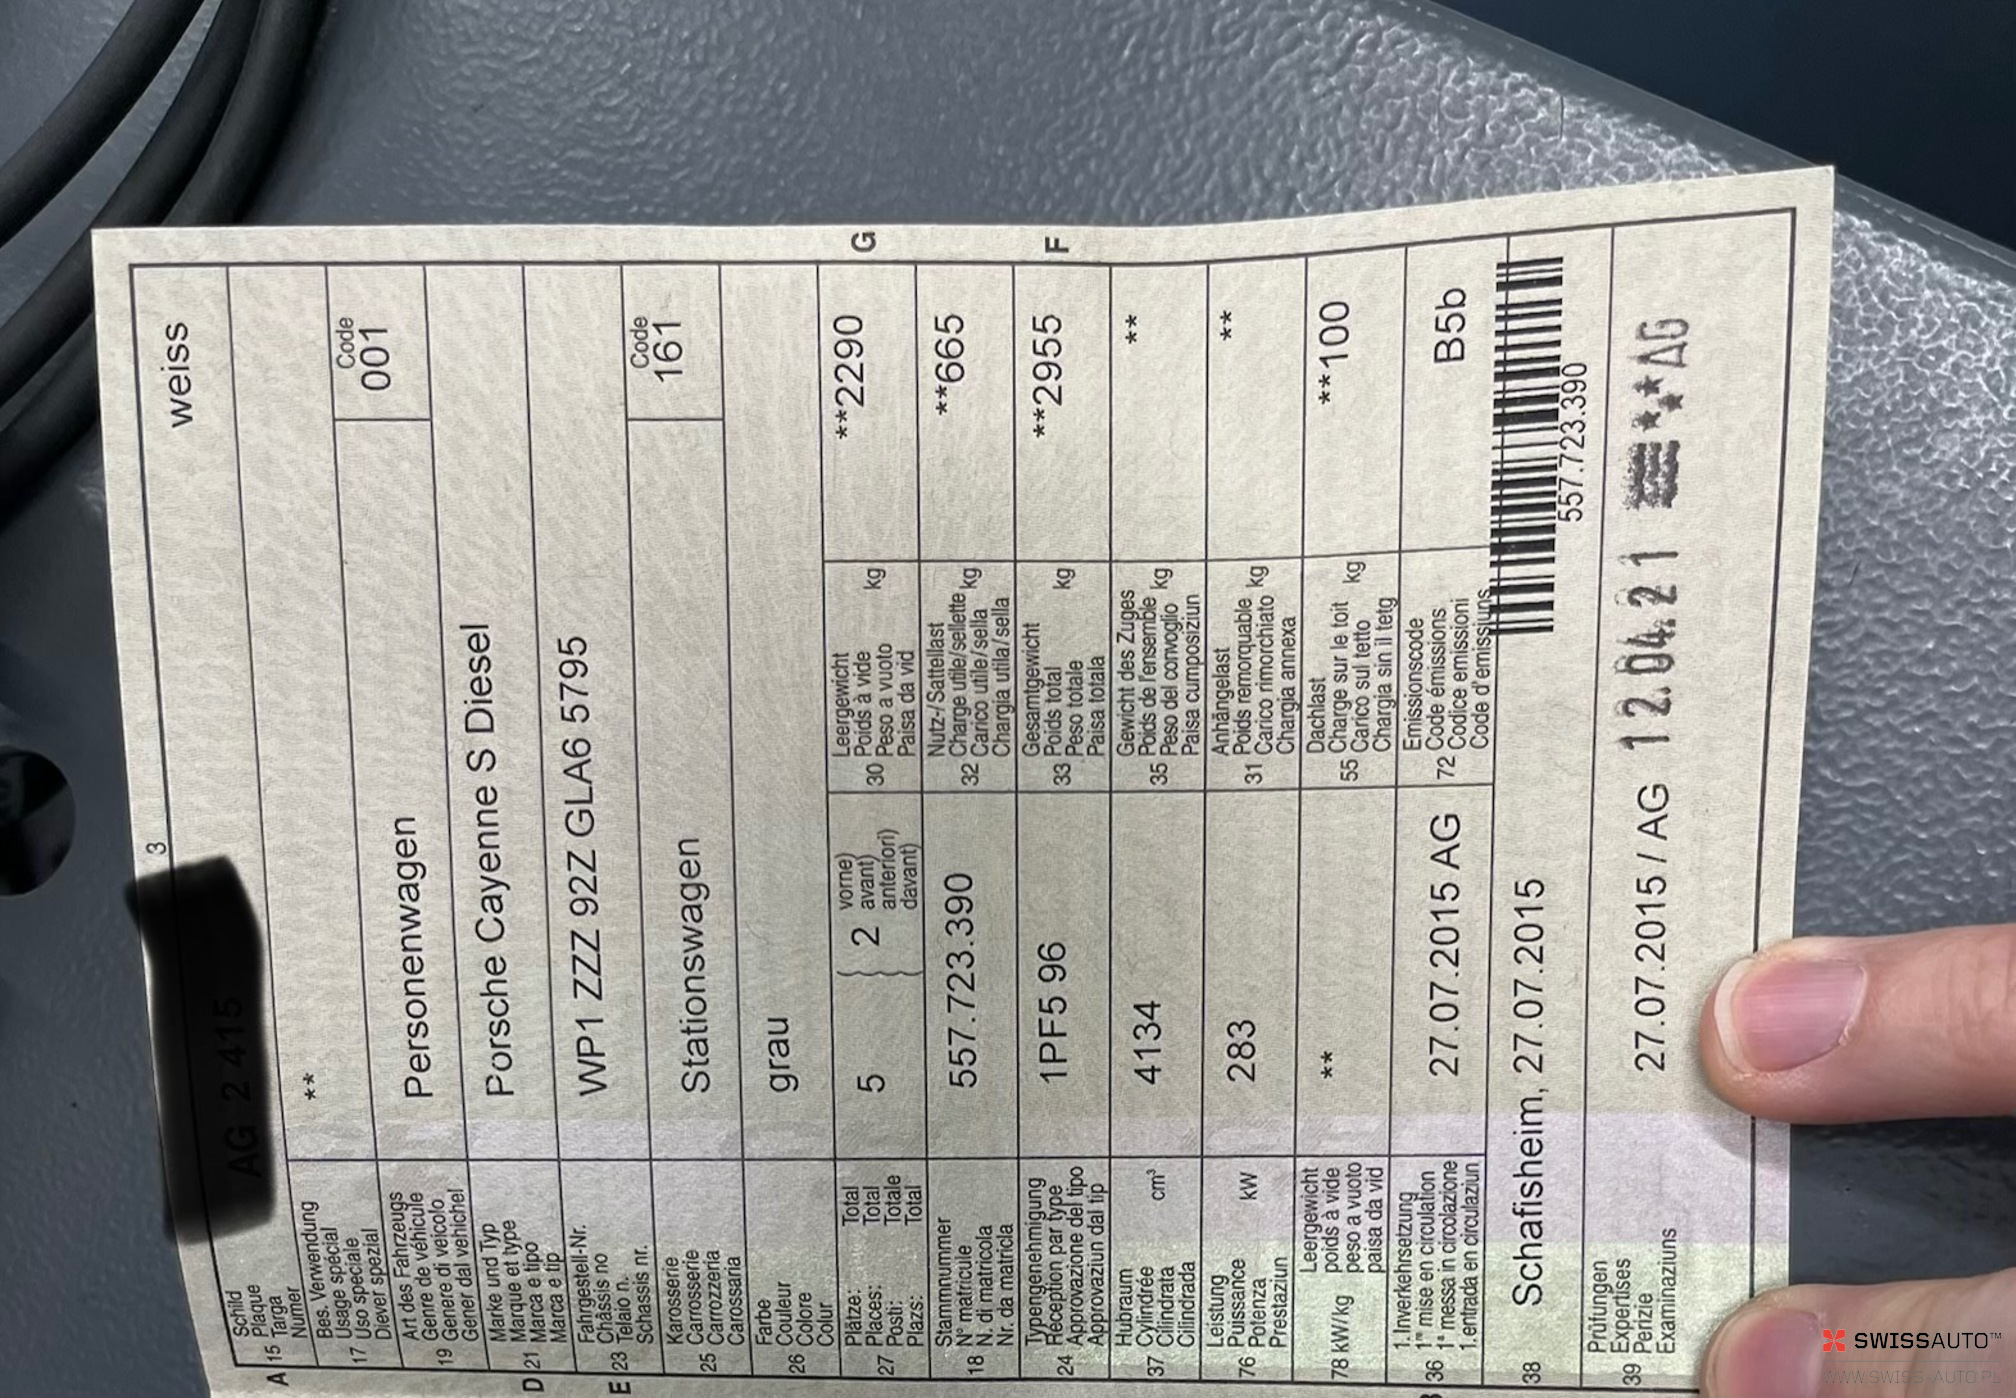 3
weiss
A 15
Schild
Plaque
Targa
Numer
17
Bes. Verwendung
Usage spécial
Uso speciale
Diever spezial
**
19
Art des Fahrzeugs
Genre de véhicule
Genere di veicolo
Gener dal vehichel
Personenwagen
Code
001
D 21
Marke und Typ
Marque et type
Marca e tipo
Marca e tip
Porsche Cayenne S Diesel
E 23
Fahrgestell-Nr.
Châssis no
Telaio n.
Schassis nr.
WP1 ZZZ 92Z GLA6 5795
25
Karosserie
Carrosserie
Carrozzeria
Carossaria
Stationswagen
Code
161
26
Farbe
Couleur
Colore
Colur
grau
27
Plätze: Total
Places: Total
Posti: Totale
Plazs: Total
5
2
vorne)
avant)
anteriori)
davant)
30
Leergewicht
Poids à vide
Peso a vuoto
Paisa da vid
kg
**2290
G
18
Stammnummer
N° matricule
N. di matricola
Nr. da matricla
557.723.390
32
Nutz-/Sattellast
Charge utile/sellette
Carico utile/sella
Chargia utila/sella
kg
**665
24
Typengenehmigung
Réception par type
Approvazione del tipo
Approvaziun dal tip
1PF5 96
33
Gesamtgewicht
Poids total
Peso totale
Paisa totala
kg
**2955
F
37
Hubraum
Cylindrée
Cilindrata
Cilindrada
cm³
4134
35
Gewicht des Zuges
Poids de l'ensemble
Peso del convoglio
Paisa cumposiziun
kg
**
76
Leistung
Puissance
Potenza
Prestaziun
kW
283
31
Anhängelast
Poids remorquable
Carico rimorchiato
Chargia annexa
kg
**
78 kW/kg
Leergewicht
poids à vide
peso a vuoto
paisa da vid
**
55
Dachlast
Charge sur le toit
Carico sul tetto
Chargia sin il tetg
kg
**100
36
1. Inverkehrsetzung
1re mise en circulation
1a messa in circolazione
1. entrada en circulaziun
27.07.2015 AG
72
Emissionscode
Code émissions
Codice emissioni
Code d'emissiuns
B5b
38
Schafisheim, 27.07.2015
557.723.390
39
Prüfungen
Expertises
Perizie
Examinaziuns
27.07.2015 / AG 12.04.21 *** AG
SWISSAUTO™
WWW.SWISS-AUTO.PL